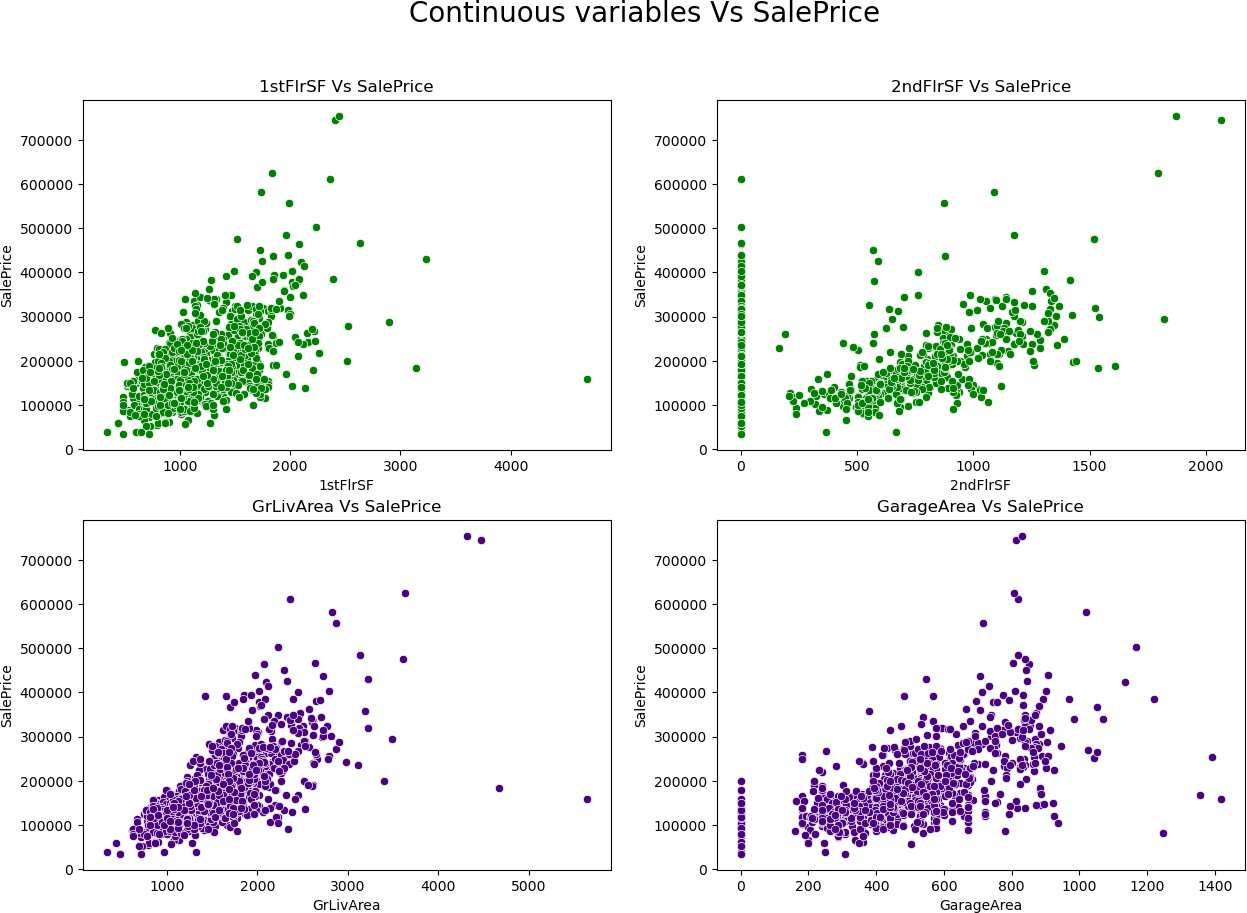 Continuous variables Vs SalePrice
1stFlrSF Vs SalePrice
700000
600000
500000
400000
300000
200000
100000
0
SalePrice
1000 2000 3000 4000
1stFlrSF
2ndFlrSF Vs SalePrice
700000
600000
500000
400000
300000
200000
100000
0
SalePrice
0 500 1000 1500 2000
2ndFlrSF
GrLivArea Vs SalePrice
700000
600000
500000
400000
300000
200000
100000
0
SalePrice
1000 2000 3000 4000 5000
GrLivArea
GarageArea Vs SalePrice
700000
600000
500000
400000
300000
200000
100000
0
SalePrice
0 200 400 600 800 1000 1200 1400
GarageArea